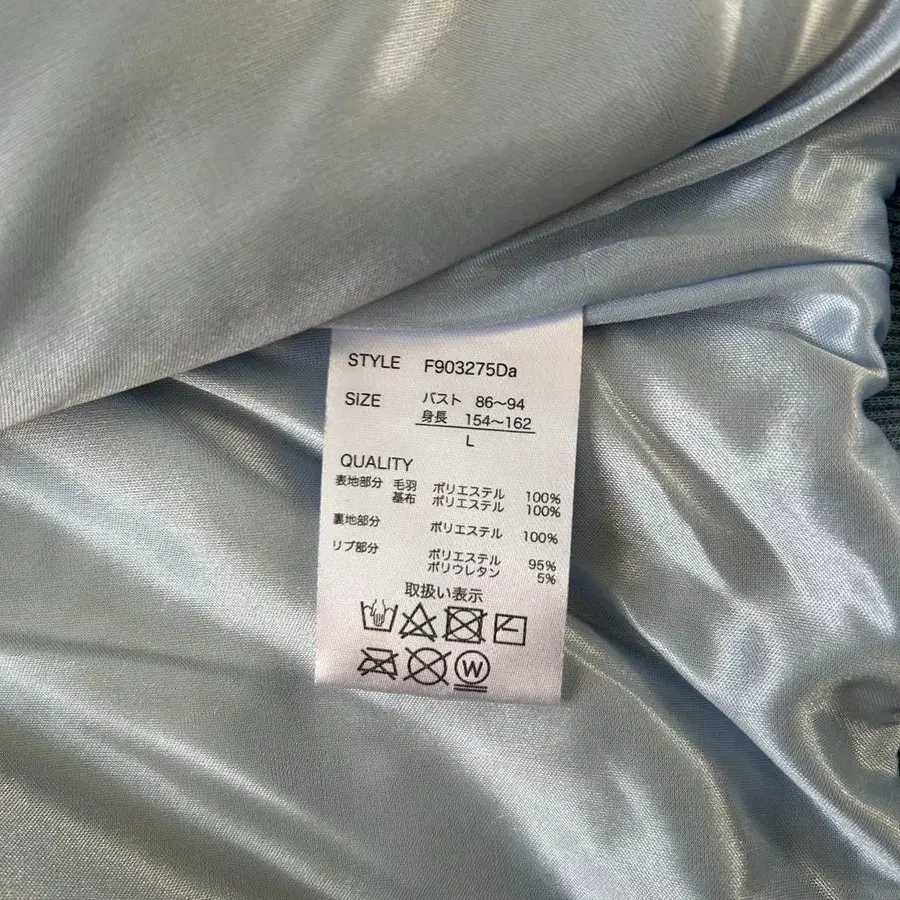 STYLE F903275Da
SIZE バスト 86～94
身長 154～162
L
QUALITY
表地部分 毛羽 ポリエステル 100%
基布 ポリエステル 100%
裏地部分 ポリエステル 100%
リブ部分 ポリエステル 95%
ポリウレタン 5%
取扱い表示
W